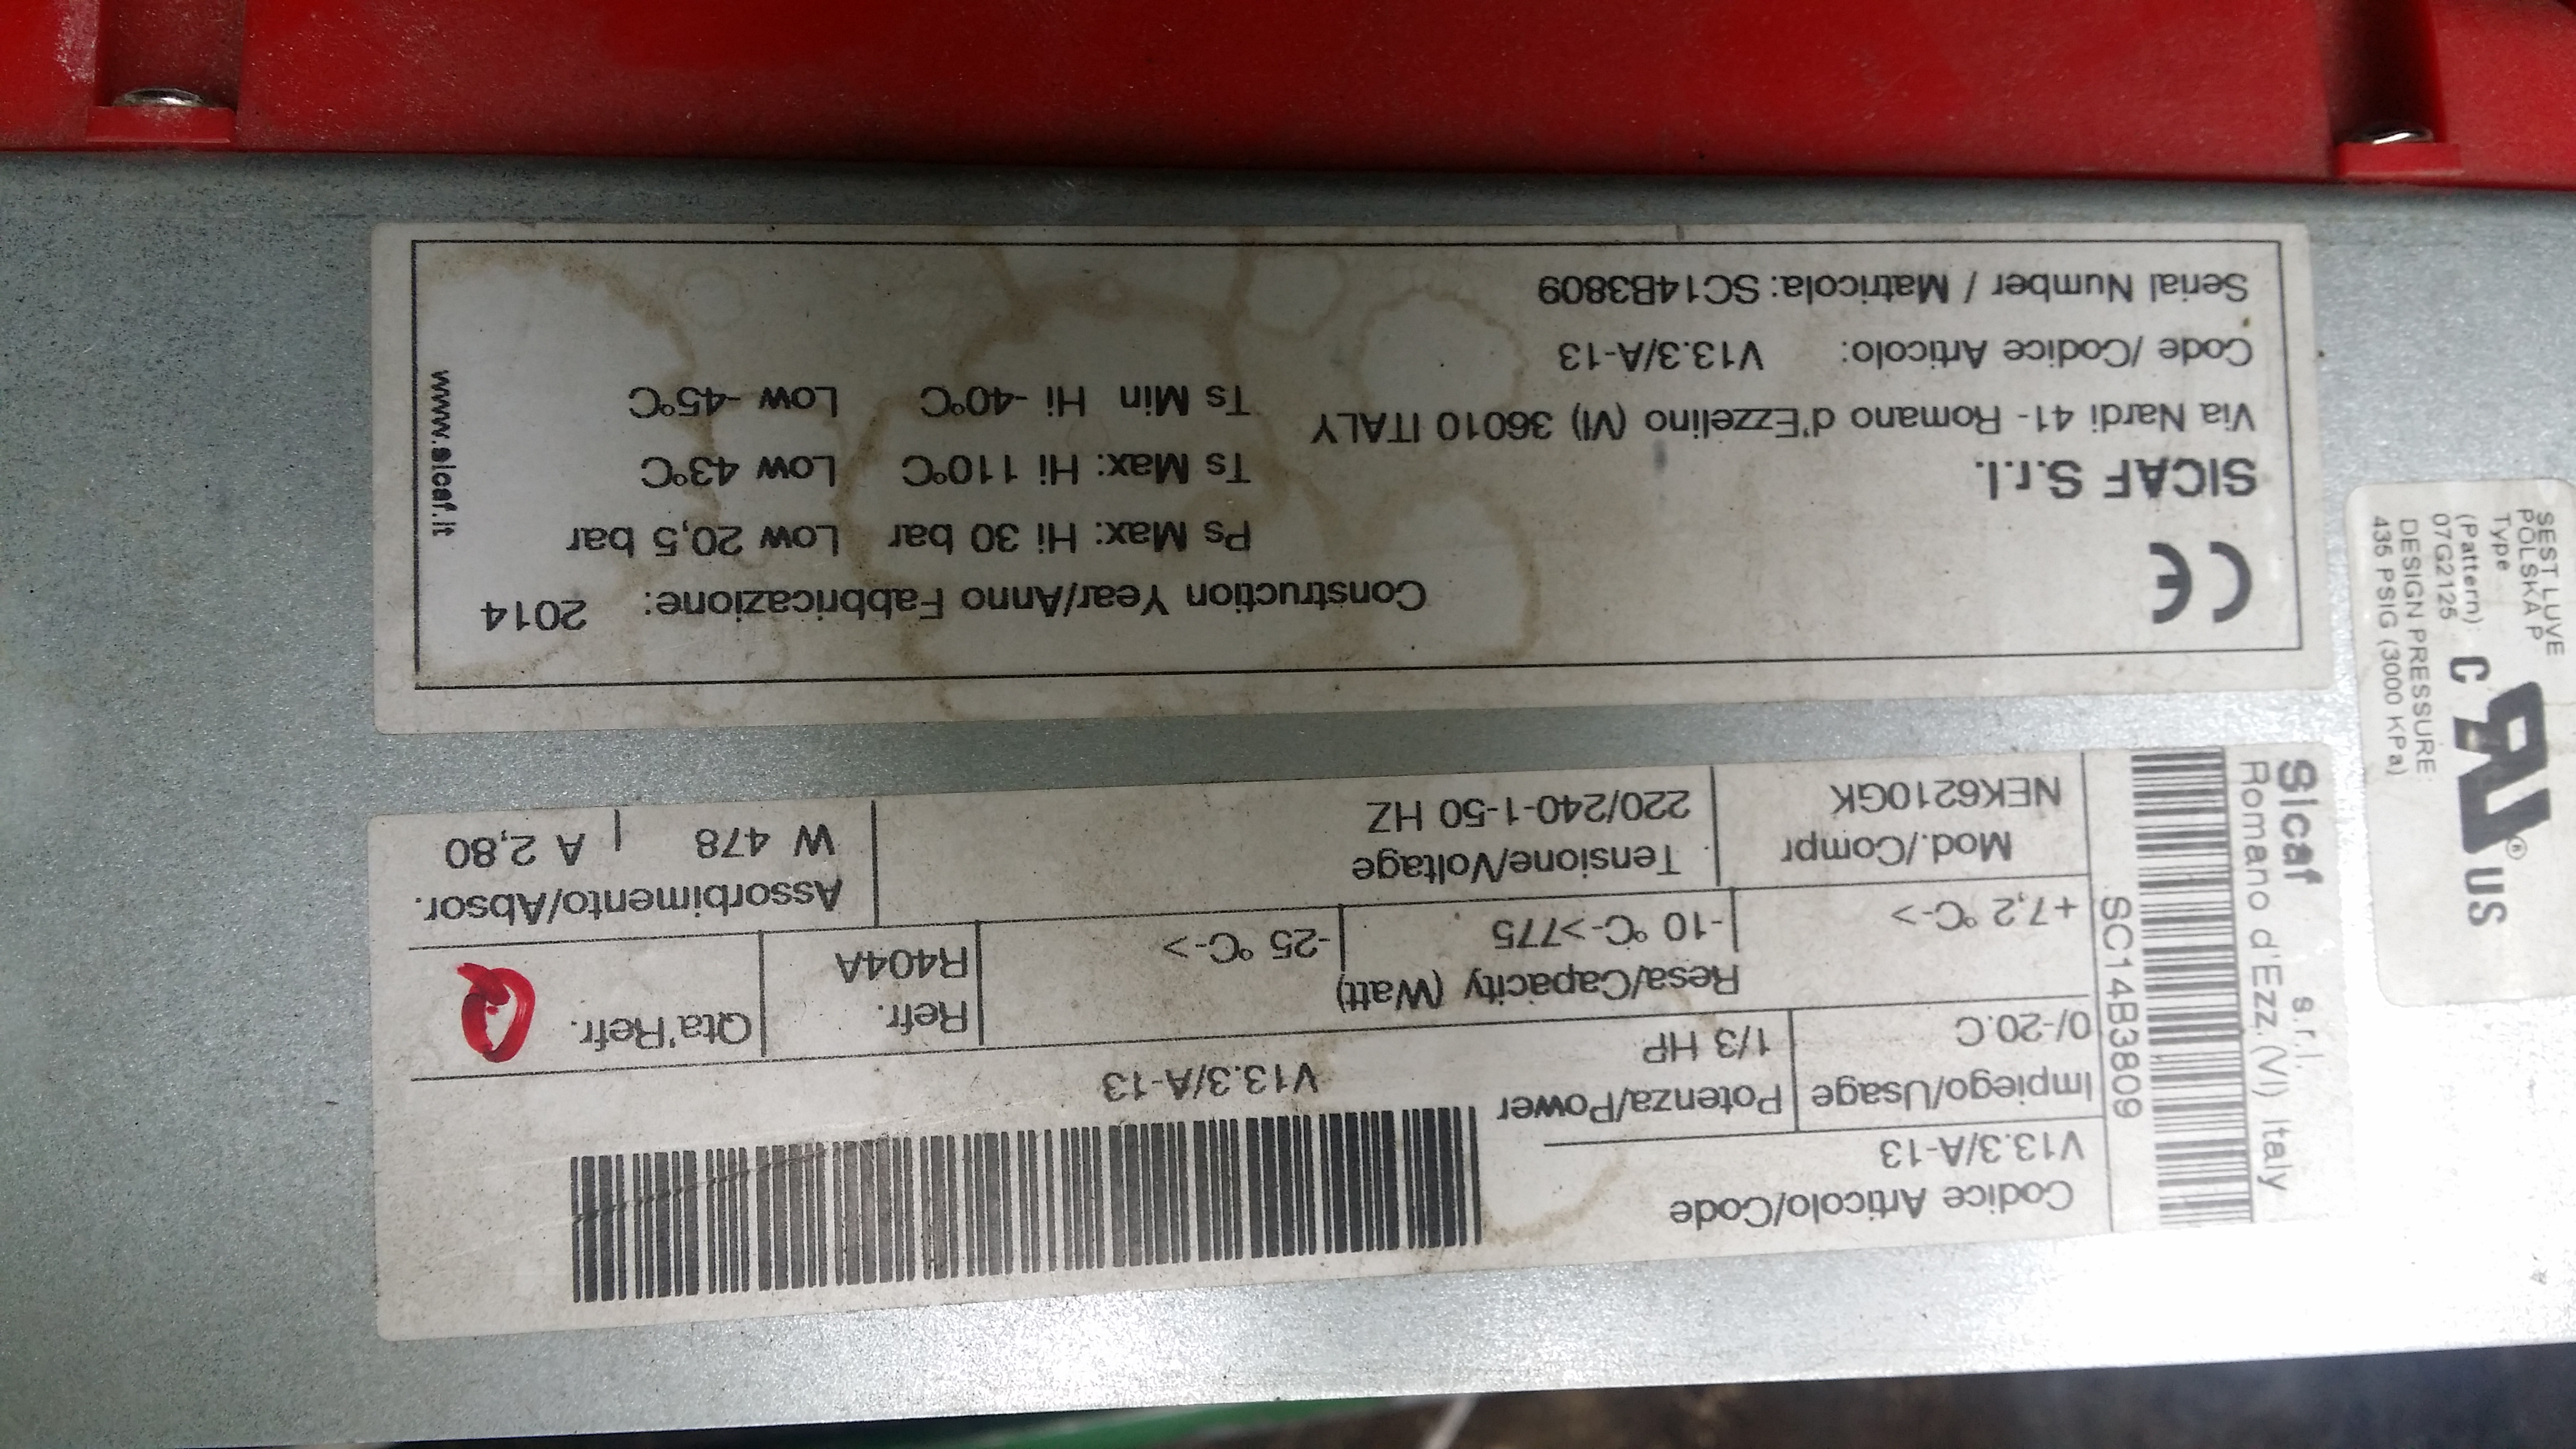 Codice Articolo/Code
V13.3/A-13
V13.3/A-13
Impiego/Usage
0/-20.C
Potenza/Power
1/3 HP
Resa/Capacity (Watt)
+7,2 °C->
-10 °C->775
-25 °C->
Refr.
R404A
Qta'Refr.
Mod./Compr
NEK6210GK
Tensione/Voltage
220/240-1-50 HZ
Assorbimento/Absor.
W 478 | A 2,80
Sicaf s.r.l.
Romano d'Ezz.(VI) Italy
SC14B3809
CE
Construction Year/Anno Fabbricazione: 2014
Ps Max: Hi 30 bar Low 20,5 bar
Ts Max: Hi 110°C Low 43°C
Ts Min Hi -40°C Low -45°C
SICAF S.r.l.
Via Nardi 41- Romano d'Ezzelino (VI) 36010 ITALY
Code /Codice Articolo: V13.3/A-13
Serial Number / Matricola: SC14B3809
www.sicaf.it
SEST LUVE
POLSKA P
Type
(Pattern):
07G2125
DESIGN PRESSURE
435 PSIG (3000 KPa)
C RU ® US